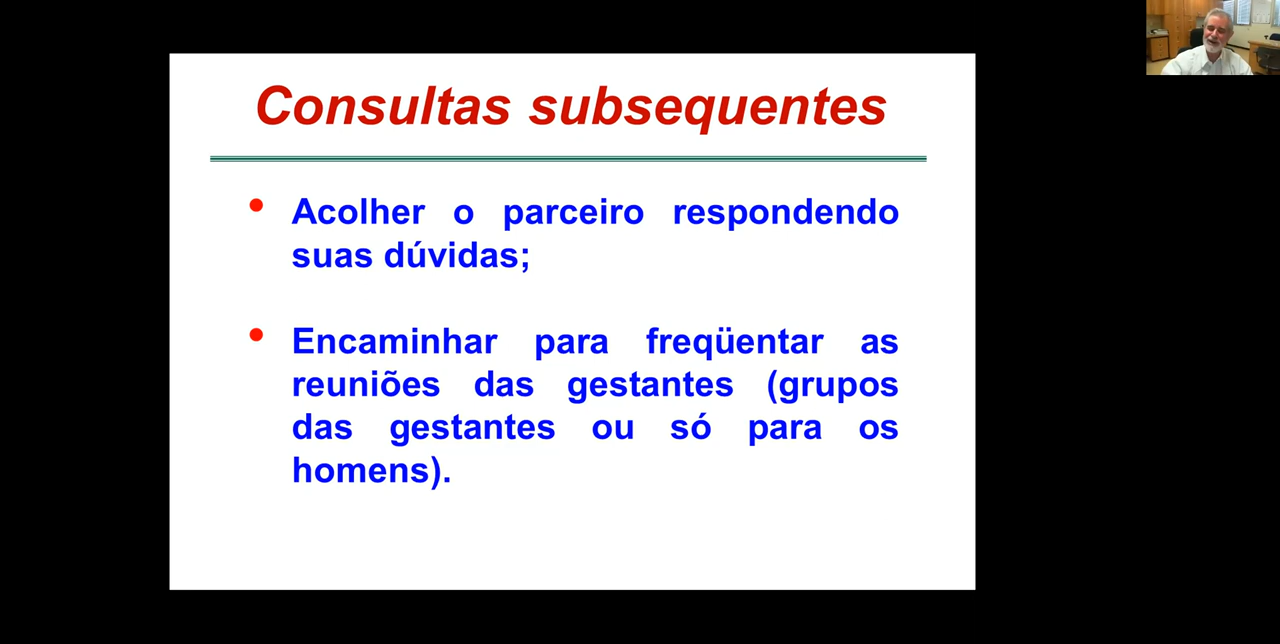 Consultas subsequentes
• Acolher o parceiro respondendo
suas dúvidas;
• Encaminhar para freqüentar as
reuniões das gestantes (grupos
das gestantes ou só para os
homens).